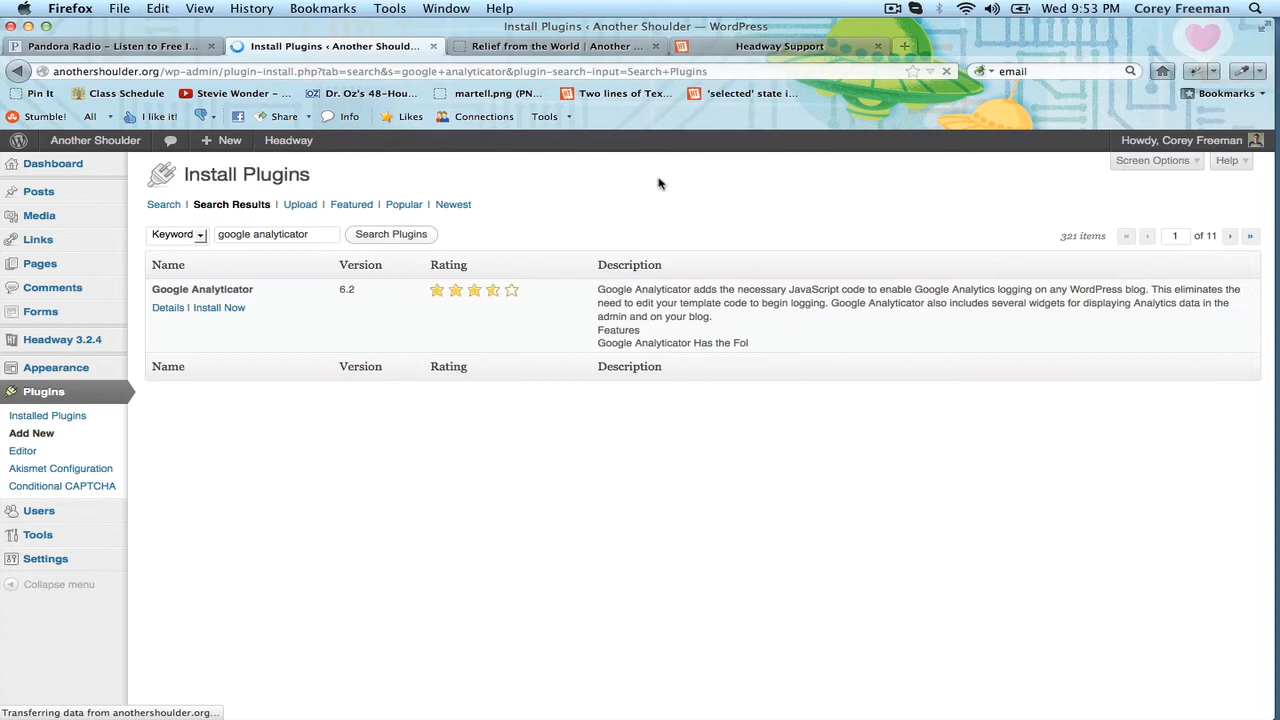 Firefox File Edit View History Bookmarks Tools Window Help Wed 9:53 PM Corey Freeman
Install Plugins ‹ Another Shoulder — WordPress
Pandora Radio – Listen to Free I... Install Plugins ‹ Another Should... Relief from the World | Another ... Headway Support
anothershoulder.org/wp-admin/plugin-install.php?tab=search&s=google+analyticator&plugin-search-input=Search+Plugins email
Pin It Class Schedule Stevie Wonder - ... Dr. Oz's 48-Hou... martell.png (PN... Two lines of Tex... 'selected' state i... Bookmarks
Stumble! All I like it! Share Info Likes Connections Tools
Another Shoulder New Headway Howdy, Corey Freeman
Dashboard
Posts
Media
Links
Pages
Comments
Forms
Headway 3.2.4
Appearance
Plugins
Installed Plugins
Add New
Editor
Akismet Configuration
Conditional CAPTCHA
Users
Tools
Settings
Collapse menu
Screen Options Help
Install Plugins
Search | Search Results | Upload | Featured | Popular | Newest
Keyword google analyticator Search Plugins 321 items « ‹ 1 of 11 › »
Name Version Rating Description
Google Analyticator 6.2 Google Analyticator adds the necessary JavaScript code to enable Google Analytics logging on any WordPress blog. This eliminates the
Details | Install Now need to edit your template code to begin logging. Google Analyticator also includes several widgets for displaying Analytics data in the
admin and on your blog.
Features
Google Analyticator Has the Fol
Name Version Rating Description
Transferring data from anothershoulder.org...